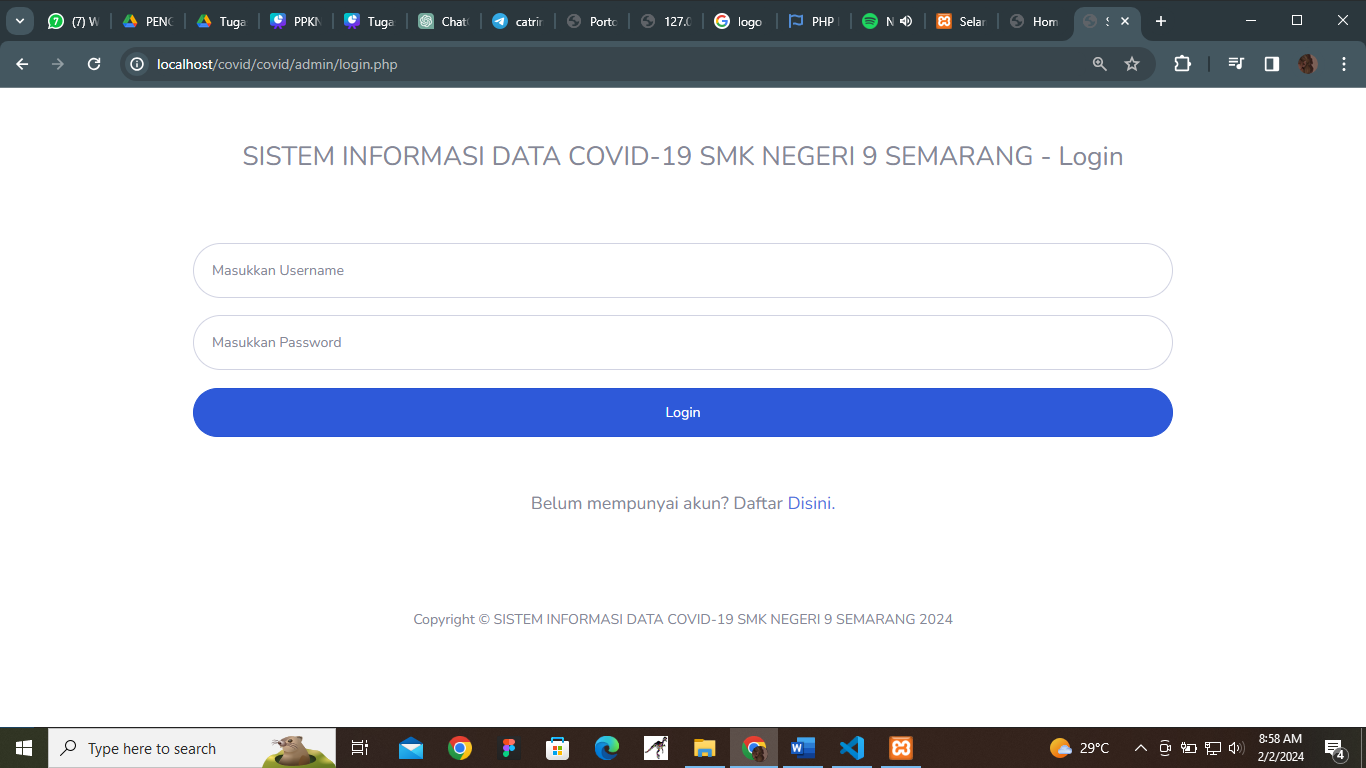 (7) W
PENG
Tuga
PPKN
Tuga
ChatG
catrin
Porto
127.0
logo
PHP
N
Selar
Hom
S
localhost/covid/covid/admin/login.php
SISTEM INFORMASI DATA COVID-19 SMK NEGERI 9 SEMARANG - Login
Masukkan Username
Masukkan Password
Login
Belum mempunyai akun? Daftar Disini.
Copyright © SISTEM INFORMASI DATA COVID-19 SMK NEGERI 9 SEMARANG 2024
Type here to search
29°C
8:58 AM
2/2/2024
4